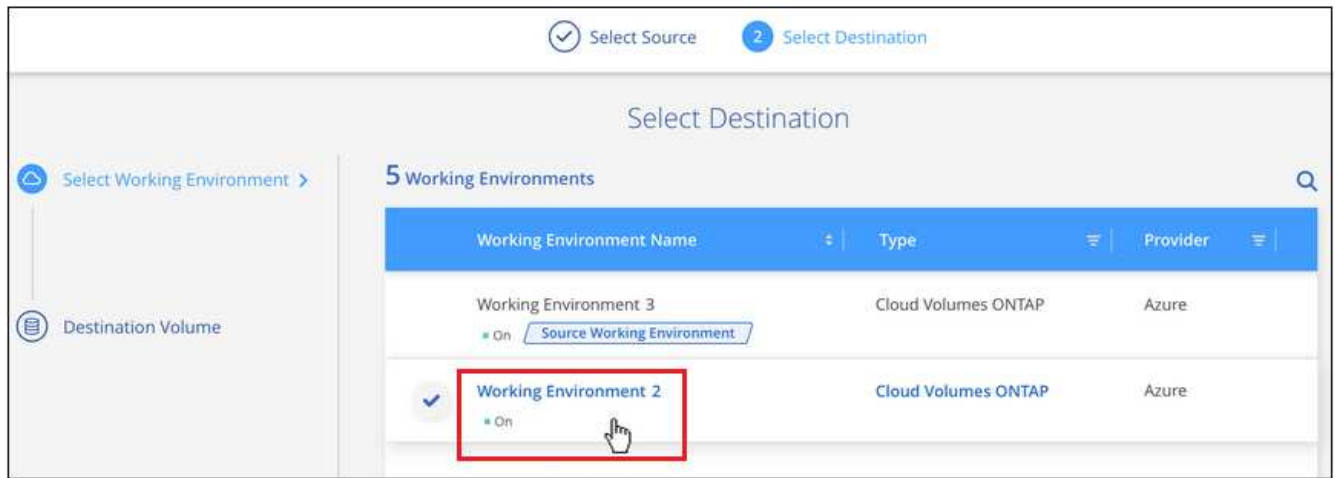 Select Source
2 Select Destination
Select Destination
Select Working Environment >
Destination Volume
5 Working Environments
Working Environment Name Type Provider
Working Environment 3 Cloud Volumes ONTAP Azure
On Source Working Environment
Working Environment 2 Cloud Volumes ONTAP Azure
On